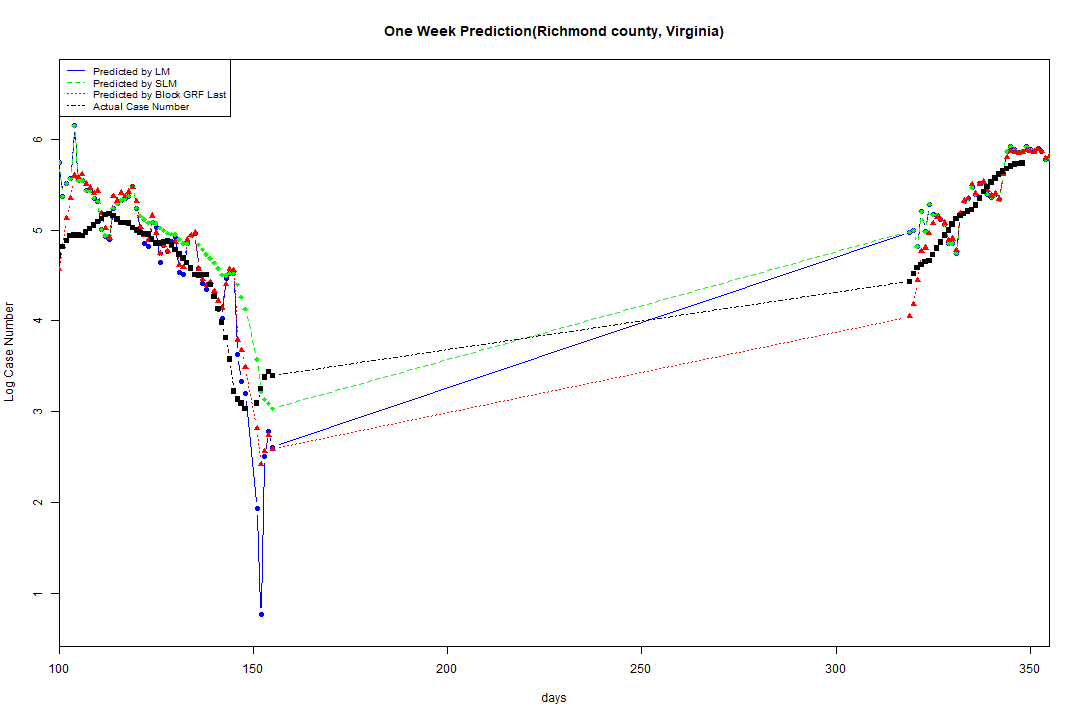 One Week Prediction(Richmond county, Virginia)
Predicted by LM
Predicted by SLM
Predicted by Block GRF Last
Actual Case Number
Log Case Number
6
5
4
3
2
1
100 150 200 250 300 350
days